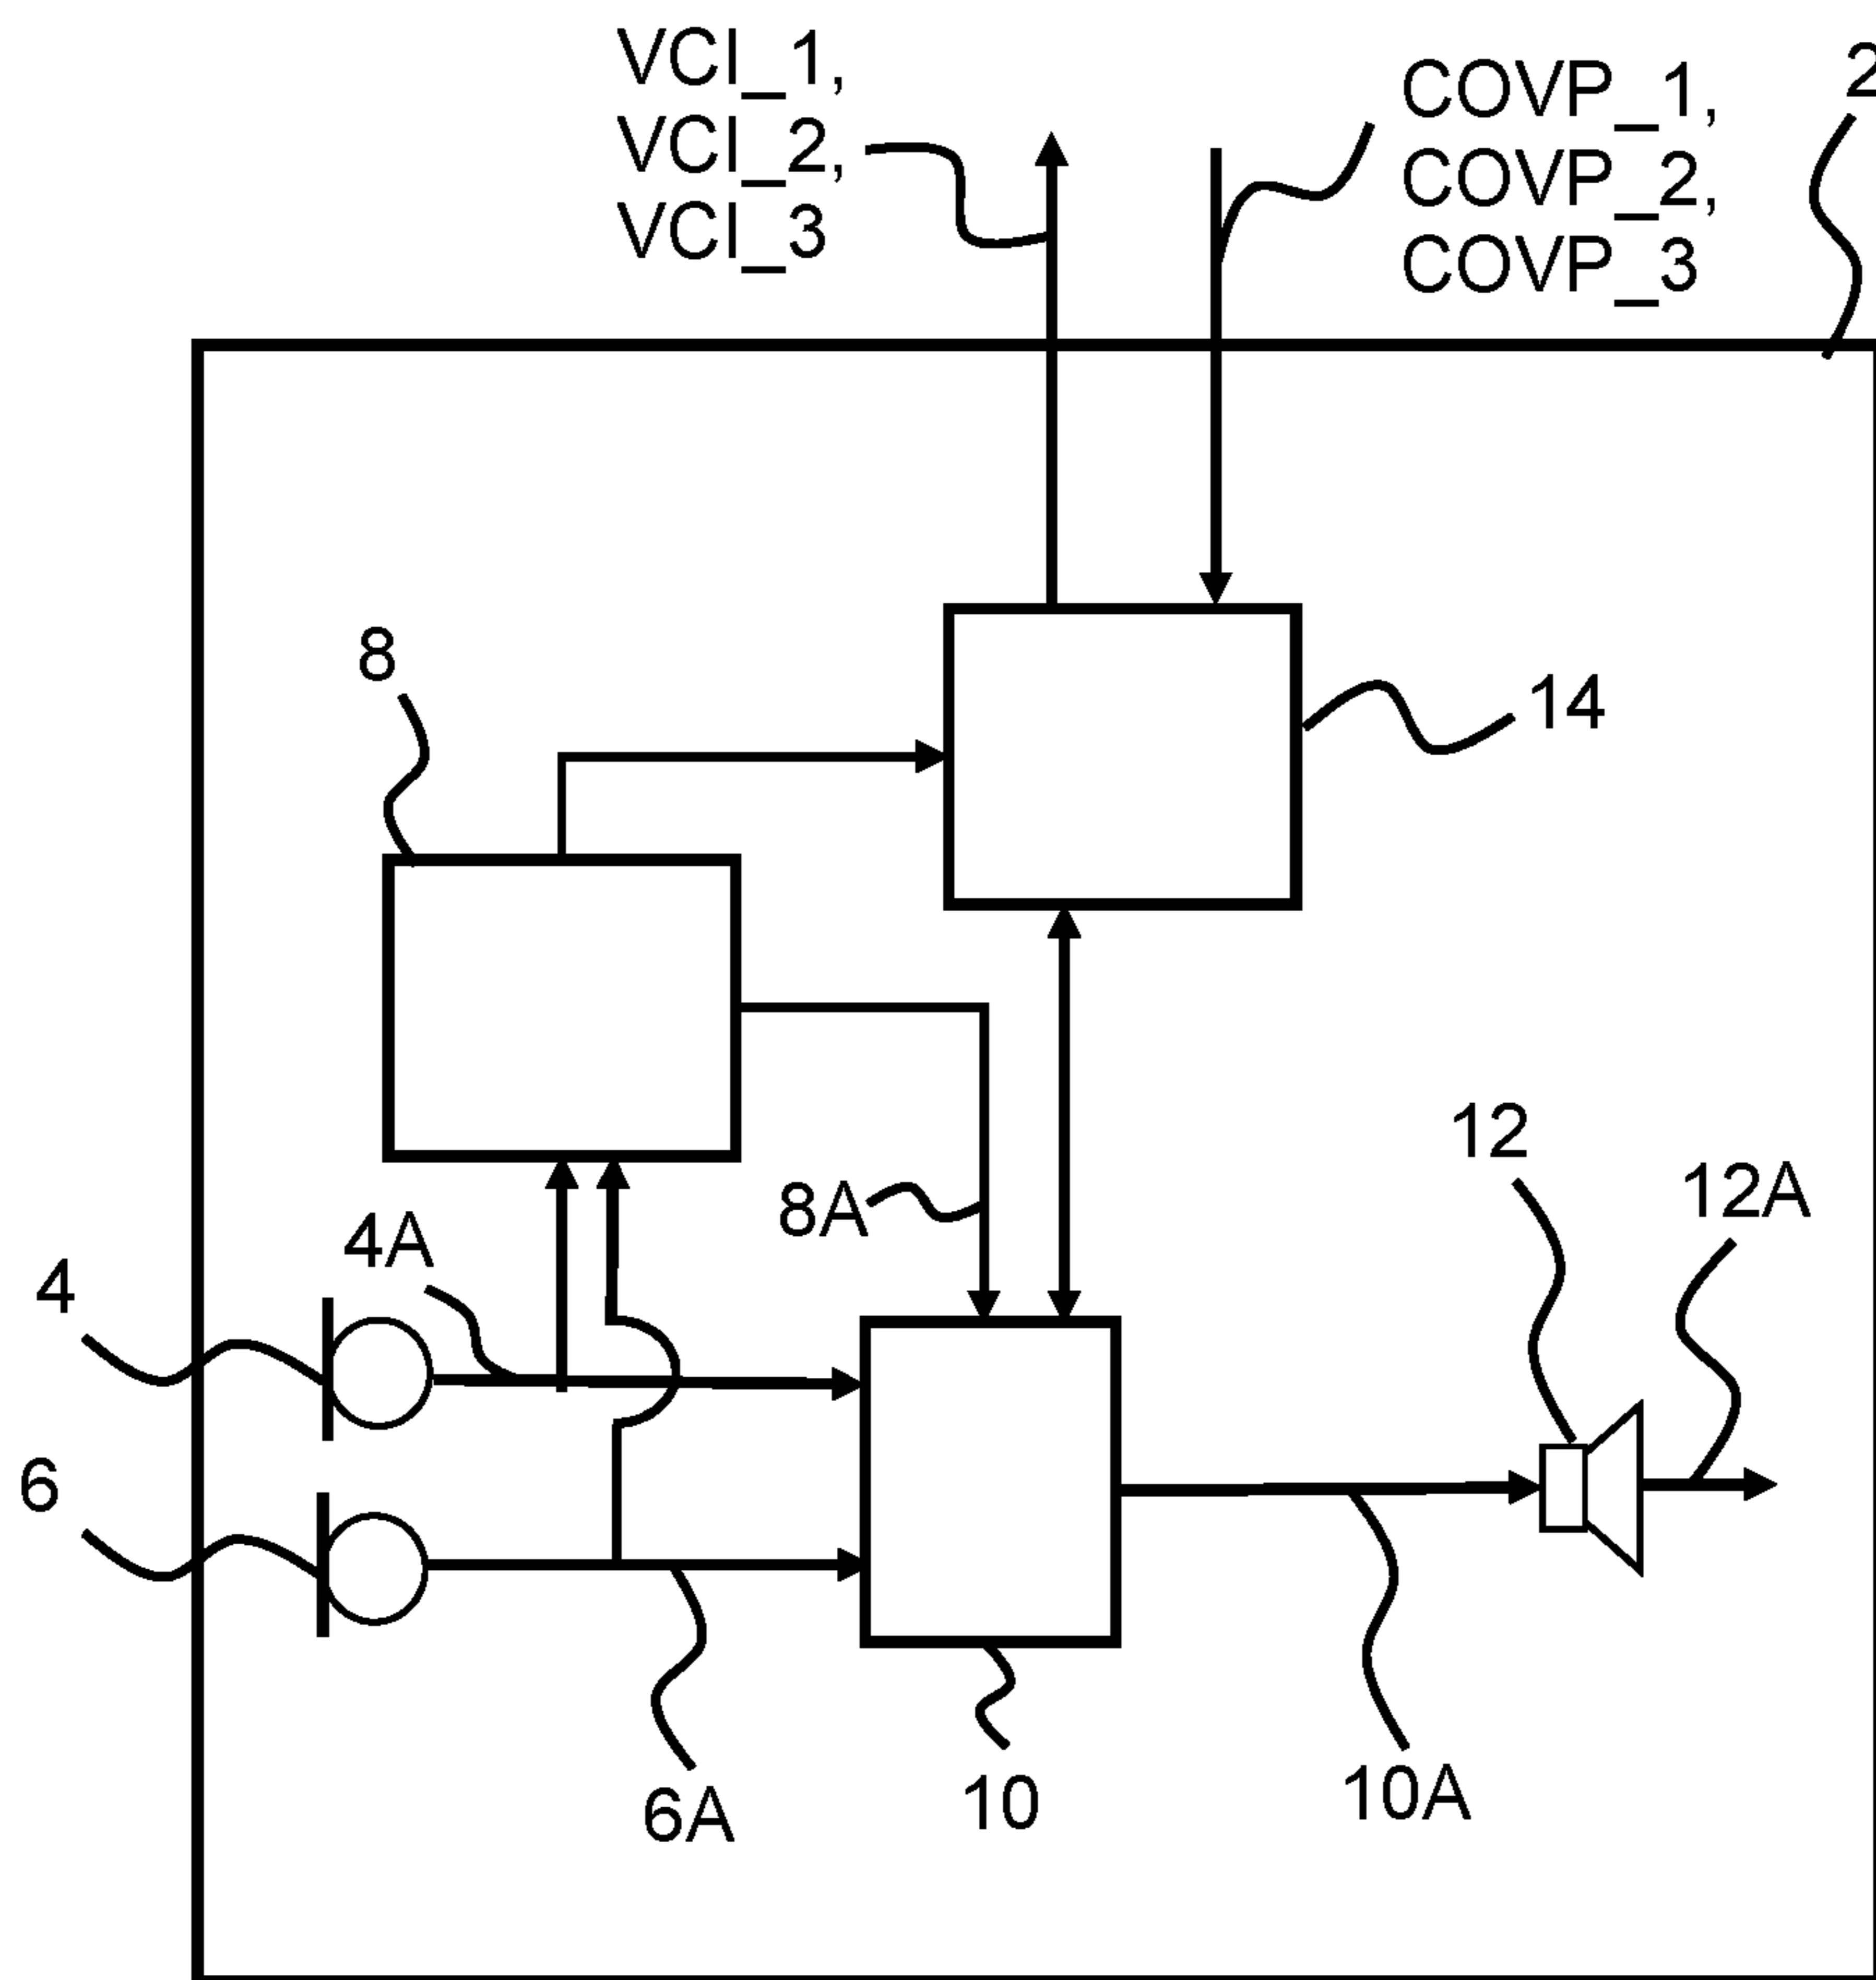 VCI_1,
VCI_2,
VCI_3
COVP_1,
COVP_2,
COVP_3
2
8
14
12
12A
8A
4A
4
6
6A
10
10A